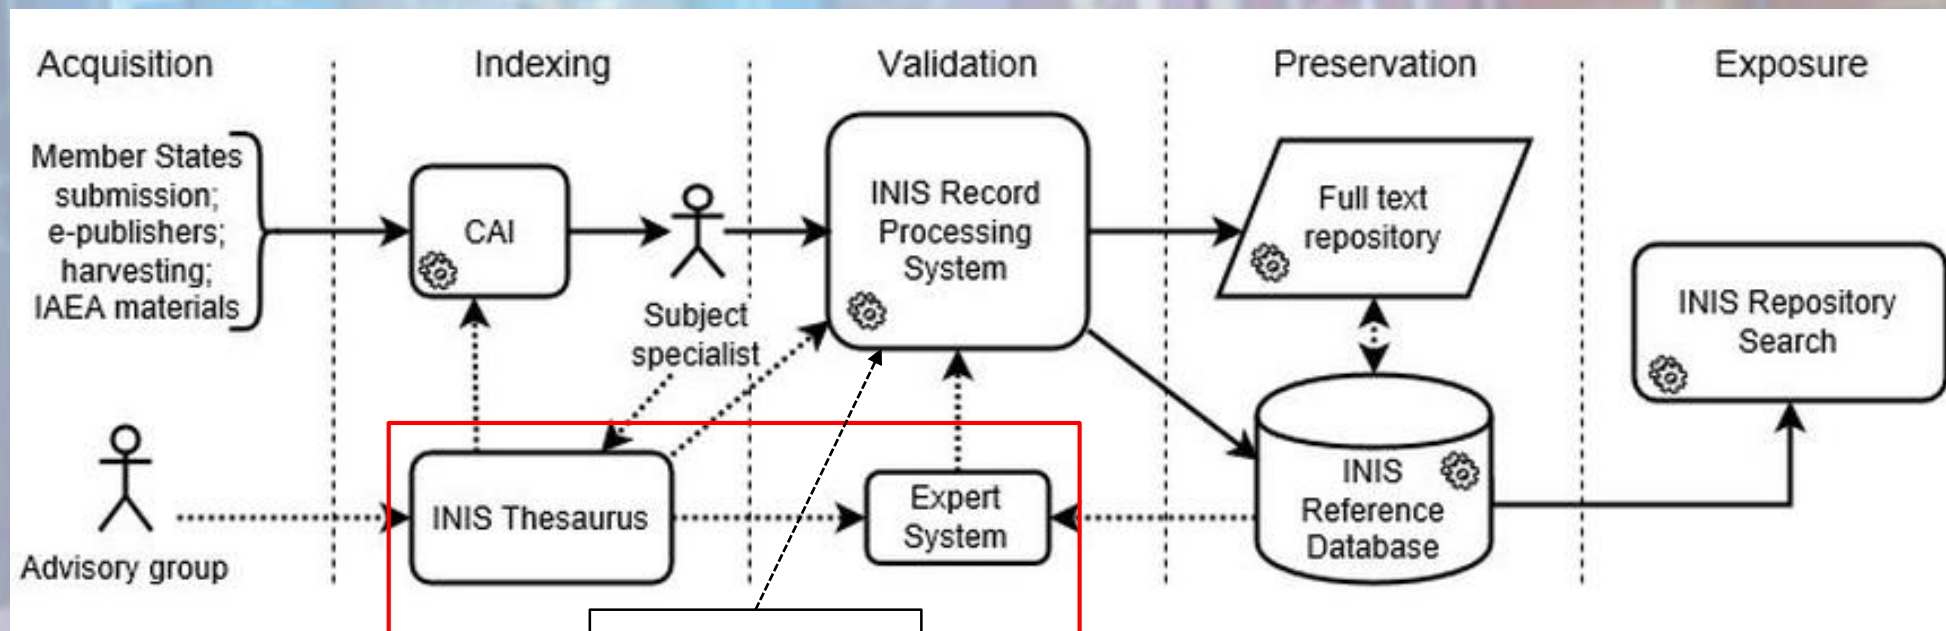 Acquisition
Indexing
Validation
Preservation
Exposure
Member States
submission;
e-publishers;
harvesting;
IAEA materials
CAI
Subject
specialist
INIS Record
Processing
System
Full text
repository
INIS Repository
Search
Advisory group
INIS Thesaurus
Expert
System
INIS
Reference
Database